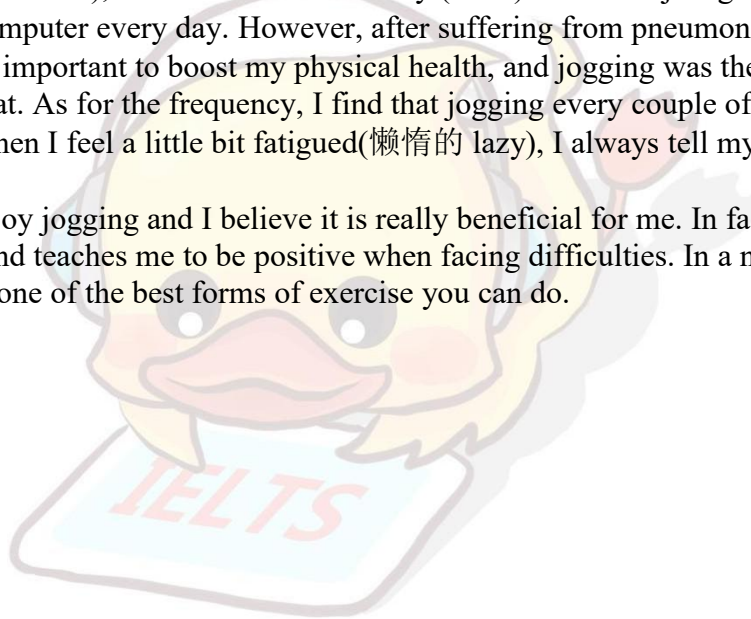 mputer every day. However, after suffering from pneumon
important to boost my physical health, and jogging was the
at. As for the frequency, I find that jogging every couple of
hen I feel a little bit fatigued(懒惰的 lazy), I always tell my
oy jogging and I believe it is really beneficial for me. In fa
nd teaches me to be positive when facing difficulties. In a n
one of the best forms of exercise you can do.
IELTS